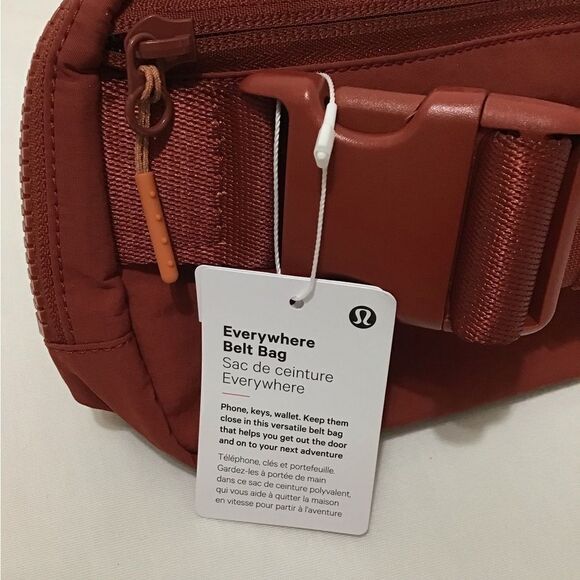 Everywhere
Belt Bag
Sac de ceinture
Everywhere
Phone, keys, wallet. Keep them
close in this versatile belt bag
that helps you get out the door
and on to your next adventure
Téléphone, clés et portefeuille.
Gardez-les à portée de main
dans ce sac de ceinture polyvalent,
qui vous aide à quitter la maison
en vitesse pour partir à l'aventure